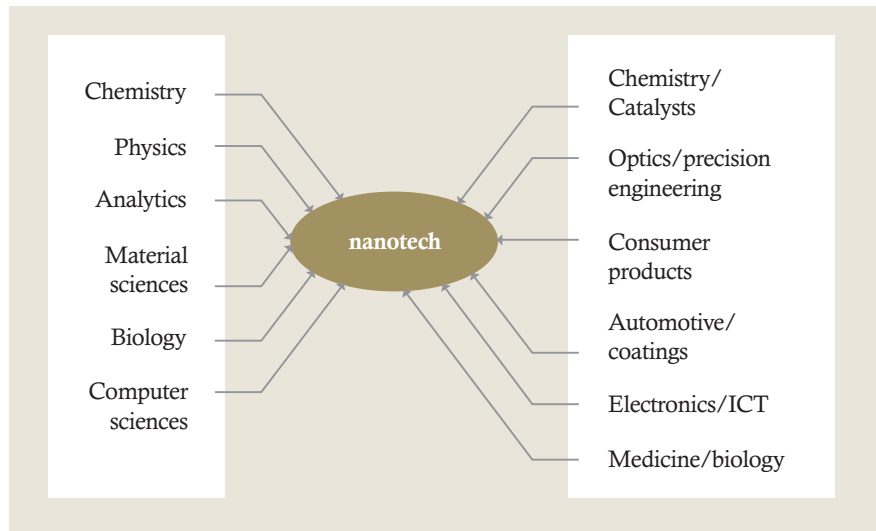 Chemistry
Physics
Analytics
Material
sciences
Biology
Computer
sciences
nanotech
Chemistry/
Catalysts
Optics/precision
engineering
Consumer
products
Automotive/
coatings
Electronics/ICT
Medicine/biology